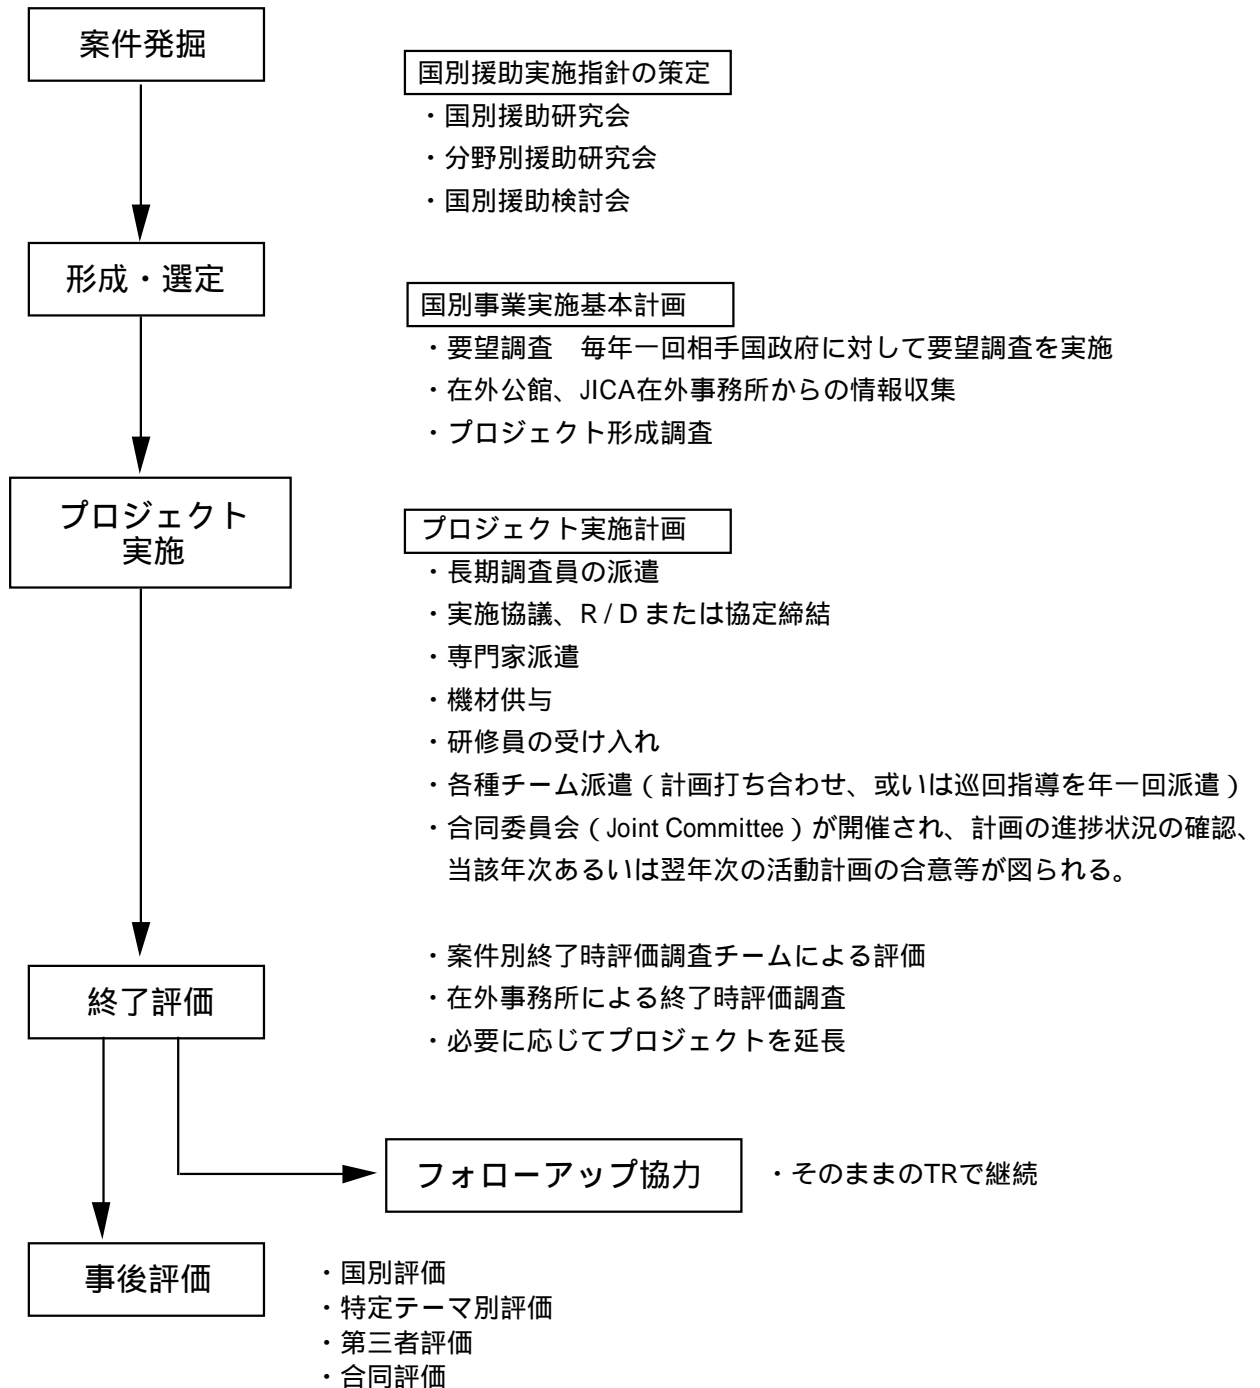 案件発掘
国別援助実施指針の策定
・国別援助研究会
・分野別援助研究会
・国別援助検討会
形成・選定
国別事業実施基本計画
・要望調査　毎年一回相手国政府に対して要望調査を実施
・在外公館、JICA在外事務所からの情報収集
・プロジェクト形成調査
プロジェクト
実施
プロジェクト実施計画
・長期調査員の派遣
・実施協議、R / D または協定締結
・専門家派遣
・機材供与
・研修員の受け入れ
・各種チーム派遣（計画打ち合わせ、或いは巡回指導を年一回派遣）
・合同委員会（Joint Committee）が開催され、計画の進捗状況の確認、
当該年次あるいは翌年次の活動計画の合意等が図られる。
終了評価
・案件別終了時評価調査チームによる評価
・在外事務所による終了時評価調査
・必要に応じてプロジェクトを延長
フォローアップ協力
・そのままのTRで継続
事後評価
・国別評価
・特定テーマ別評価
・第三者評価
・合同評価